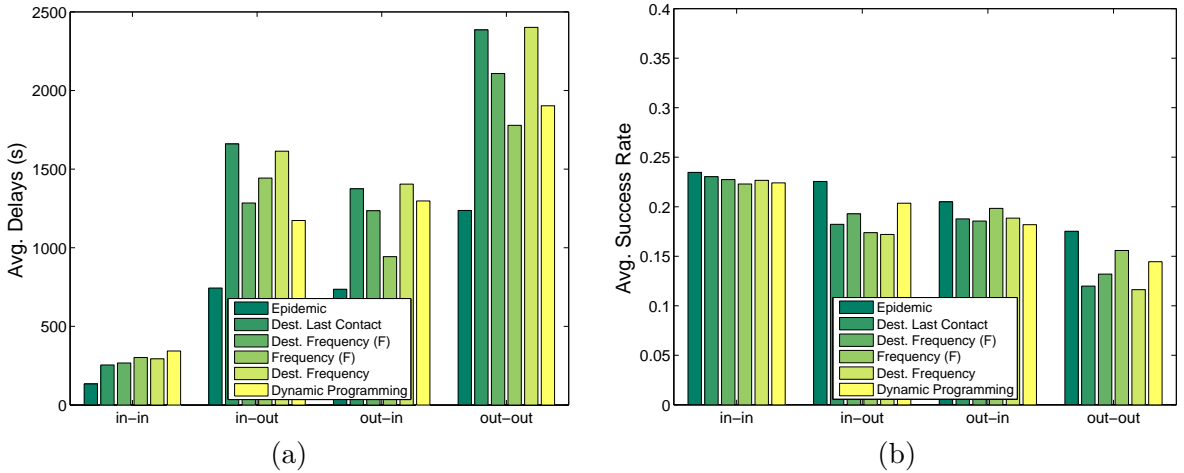 2500
2000
1500
1000
500
0
Avg. Delays (s)
Epidemic
Dest. Last Contact
Dest. Frequency (F)
Frequency (F)
Dest. Frequency
Dynamic Programming
in−in
in−out
out−in
out−out
(a)
0.4
0.35
0.3
0.25
0.2
0.15
0.1
0.05
0
Avg. Success Rate
Epidemic
Dest. Last Contact
Dest. Frequency (F)
Frequency (F)
Dest. Frequency
Dynamic Programming
in−in
in−out
out−in
out−out
(b)